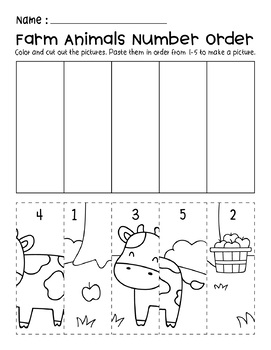 Name : 
Farm Animals Number Order
Color and cut out the pictures. Paste them in order from 1-5 to make a picture.
4 1 3 5 2